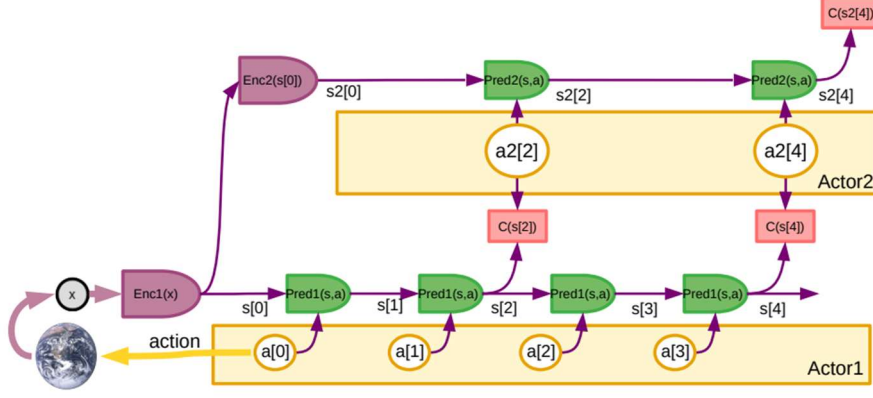 C(s2[4])
Enc2(s[0])
s2[0]
Pred2(s,a)
s2[2]
Pred2(s,a)
s2[4]
a2[2]
a2[4]
Actor2
C(s[2])
C(s[4])
x
Enc1(x)
s[0]
Pred1(s,a)
s[1]
Pred1(s,a)
s[2]
Pred1(s,a)
s[3]
Pred1(s,a)
s[4]
action
a[0]
a[1]
a[2]
a[3]
Actor1